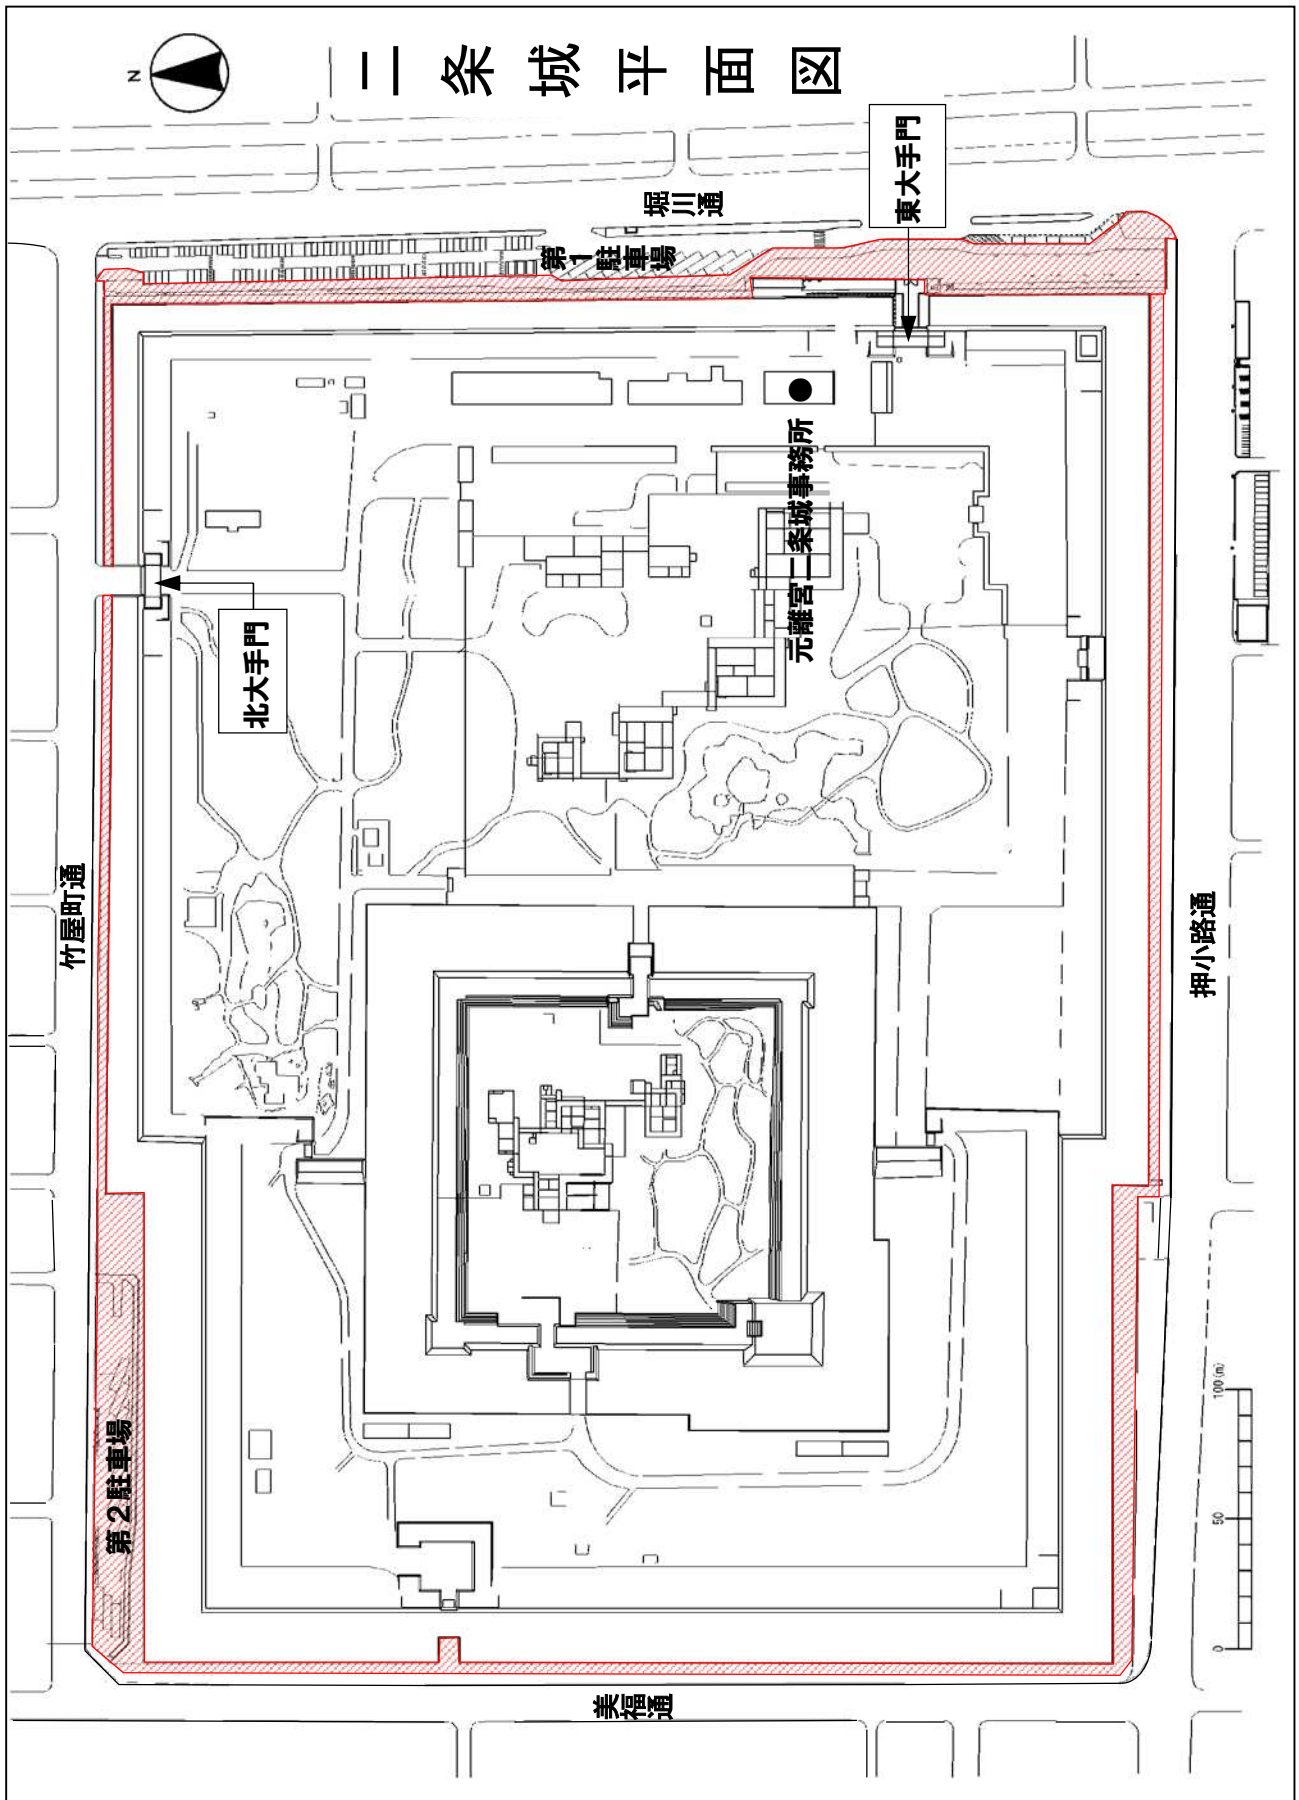 二条城平面図
N
堀川通
東大手門
第1駐車場
元離宮二条城事務所
北大手門
竹屋町通
押小路通
第2駐車場
美福通
0 50 100(m)